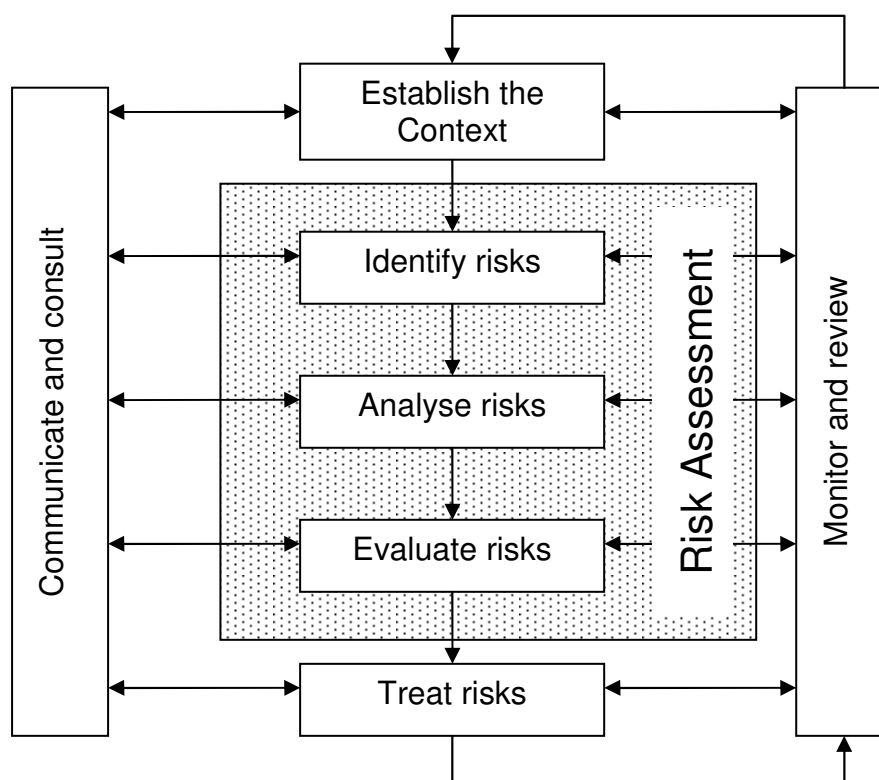 Establish the
Context
Communicate and consult
Identify risks
Analyse risks
Evaluate risks
Risk Assessment
Monitor and review
Treat risks